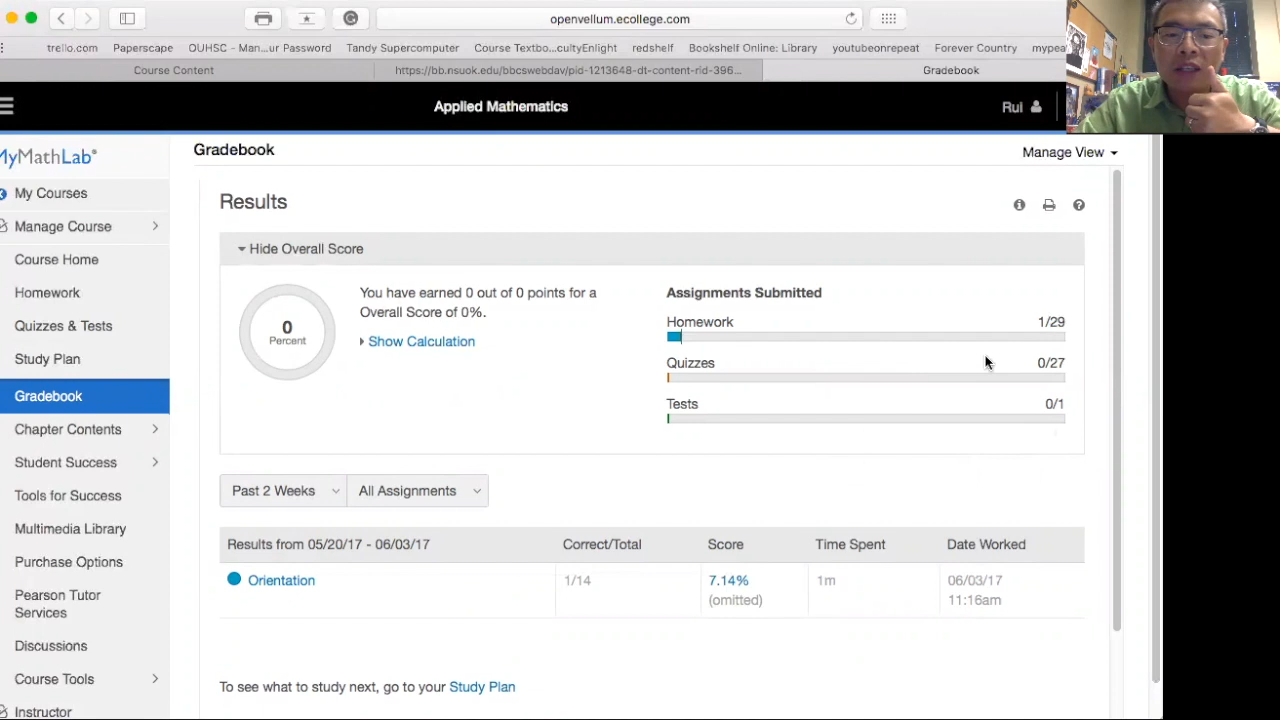 openvellum.ecollege.com
trello.com Paperscape OUHSC - Man...ur Password Tandy Supercomputer Course Textbo...cultyEnlight redshelf Bookshelf Online: Library youtubeonrepeat Forever Country mypea
Course Content https://bb.nsuok.edu/bbcswebdav/pid-1213648-dt-content-rid-396... Gradebook
Applied Mathematics Rui
MyMathLab®
Gradebook
Manage View
My Courses
Manage Course
Course Home
Homework
Quizzes & Tests
Study Plan
Gradebook
Chapter Contents
Student Success
Tools for Success
Multimedia Library
Purchase Options
Pearson Tutor
Services
Discussions
Course Tools
Instructor
Results
Hide Overall Score
0
Percent
You have earned 0 out of 0 points for a
Overall Score of 0%.
Show Calculation
Assignments Submitted
Homework 1/29
Quizzes 0/27
Tests 0/1
Past 2 Weeks All Assignments
Results from 05/20/17 - 06/03/17 Correct/Total Score Time Spent Date Worked
Orientation 1/14 7.14% 1m 06/03/17
(omitted) 11:16am
To see what to study next, go to your Study Plan